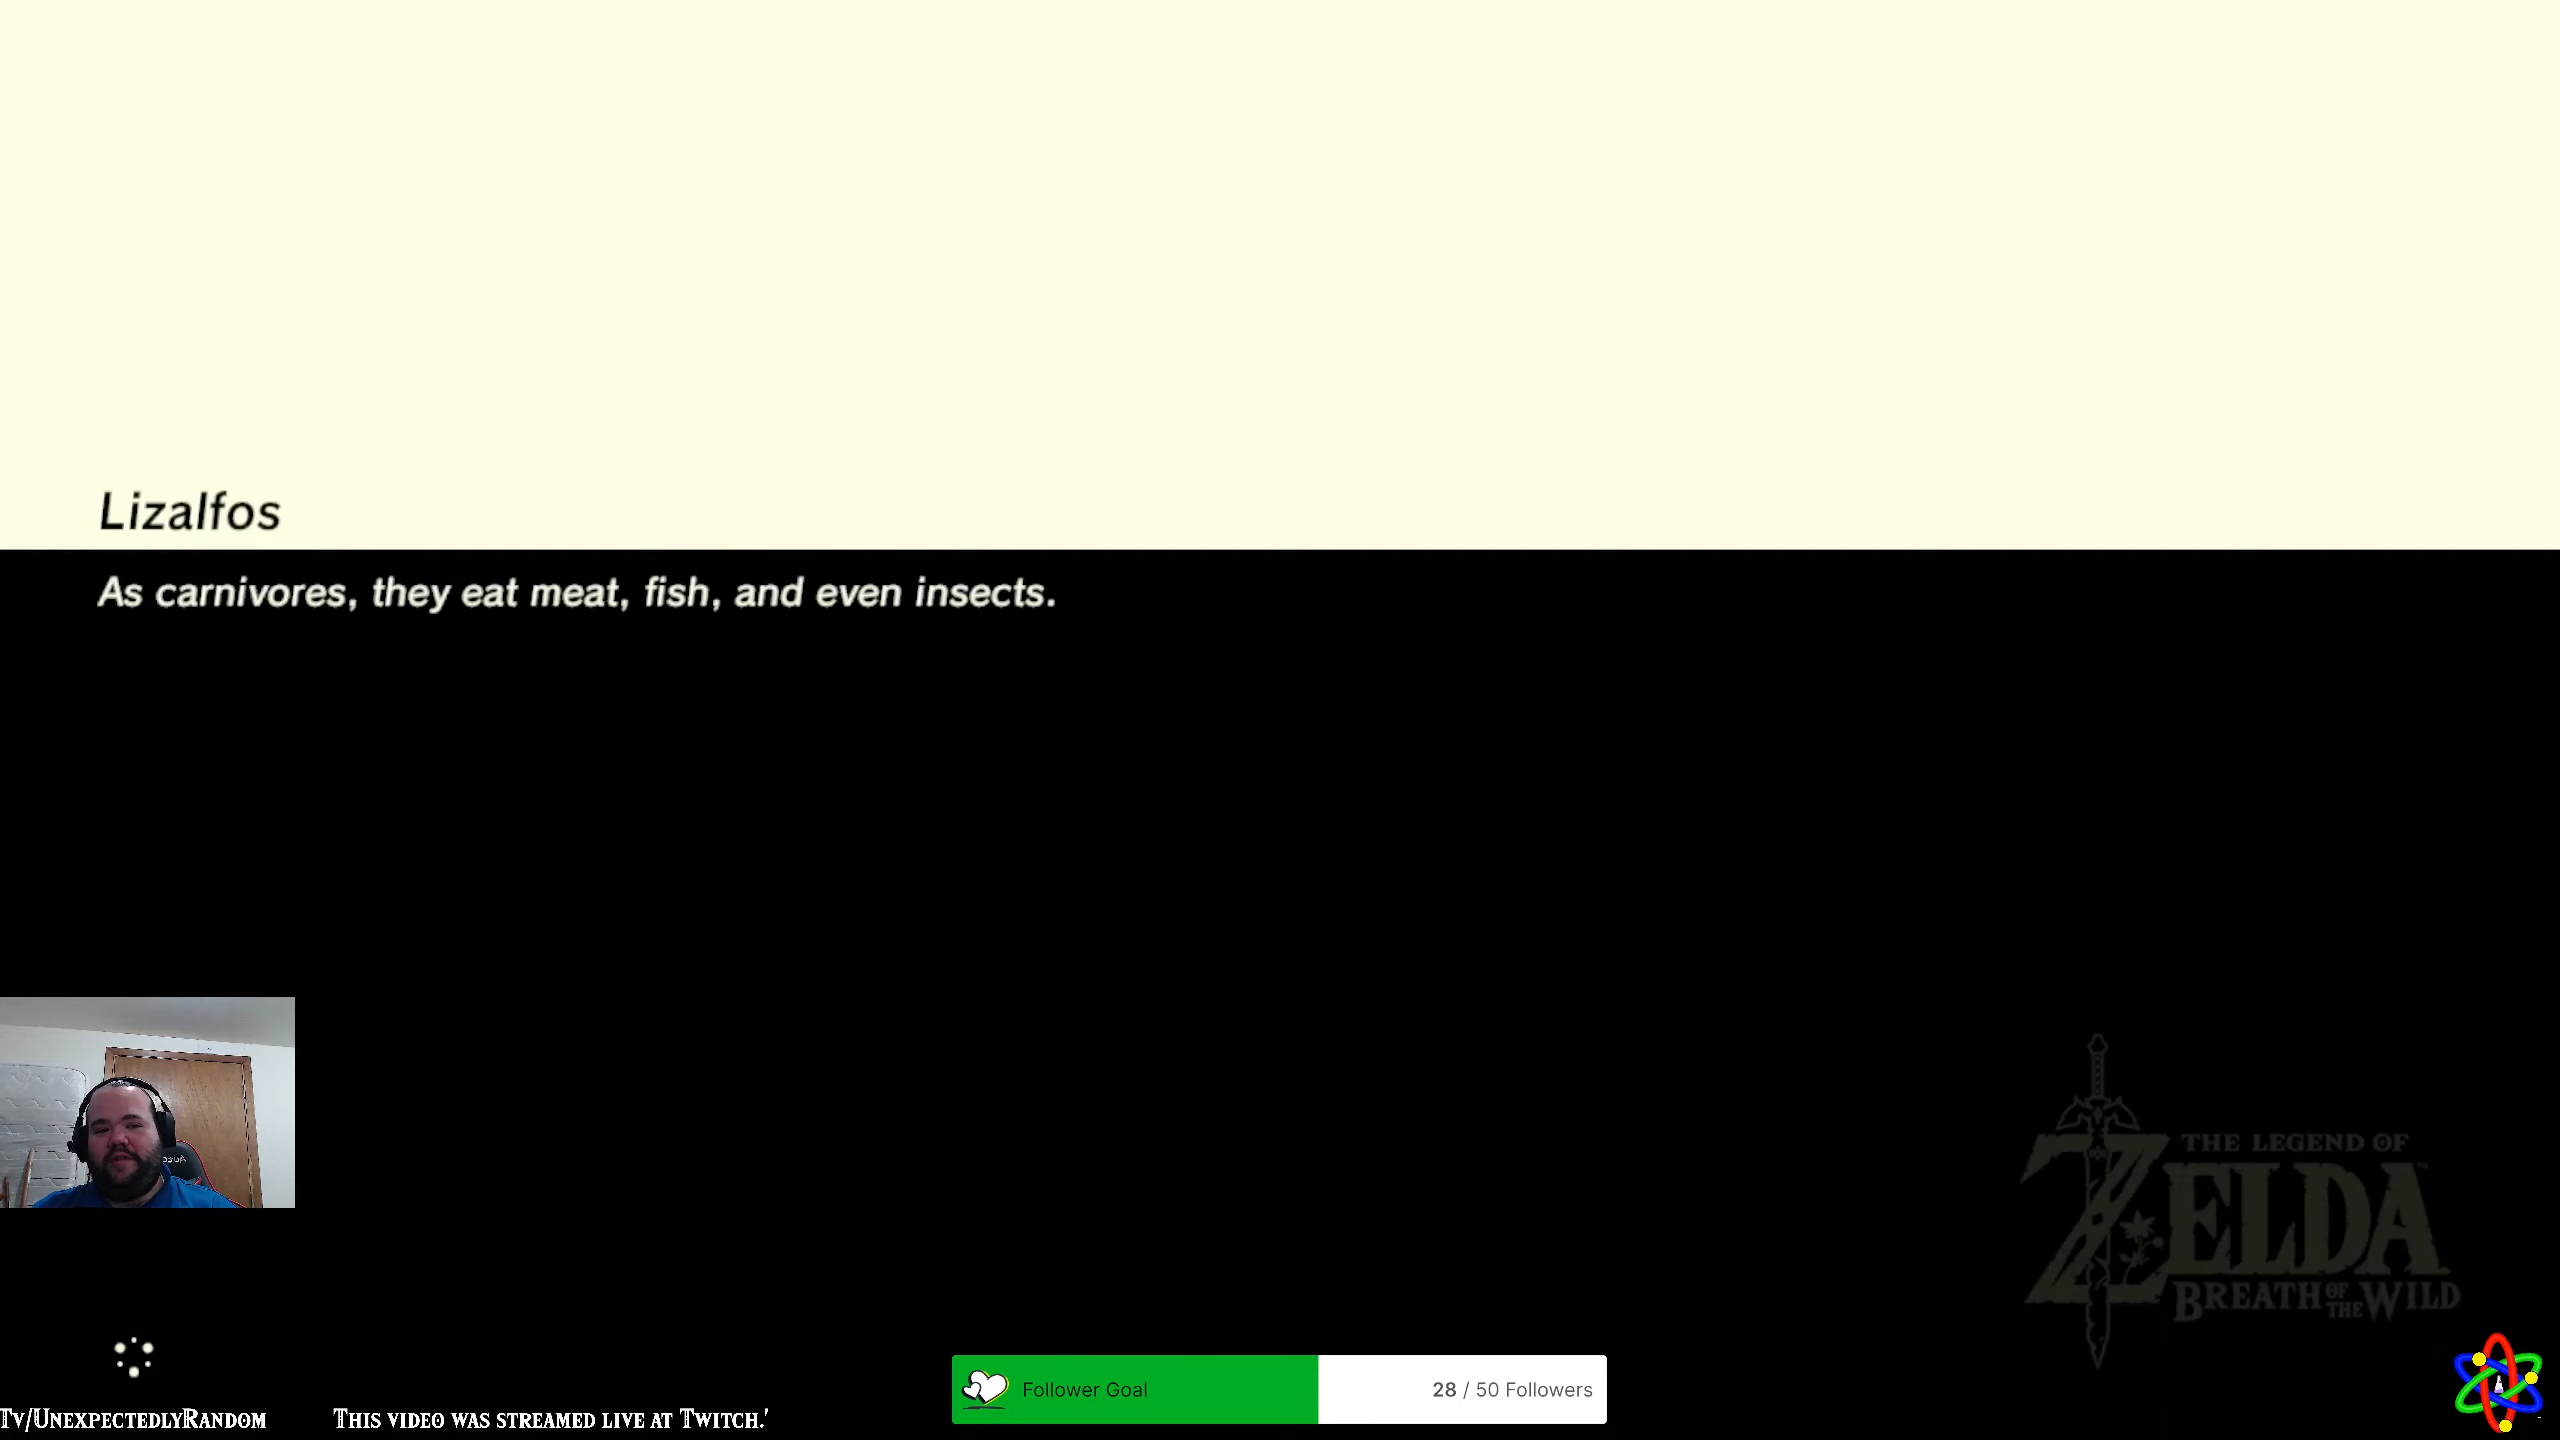 Lizalfos
As carnivores, they eat meat, fish, and even insects.
THE LEGEND OF
ZELDA
BREATH OF THE WILD
Follower Goal
28 / 50 Followers
Tv/UnexpectedlyRandom
This video was streamed live at Twitch.'